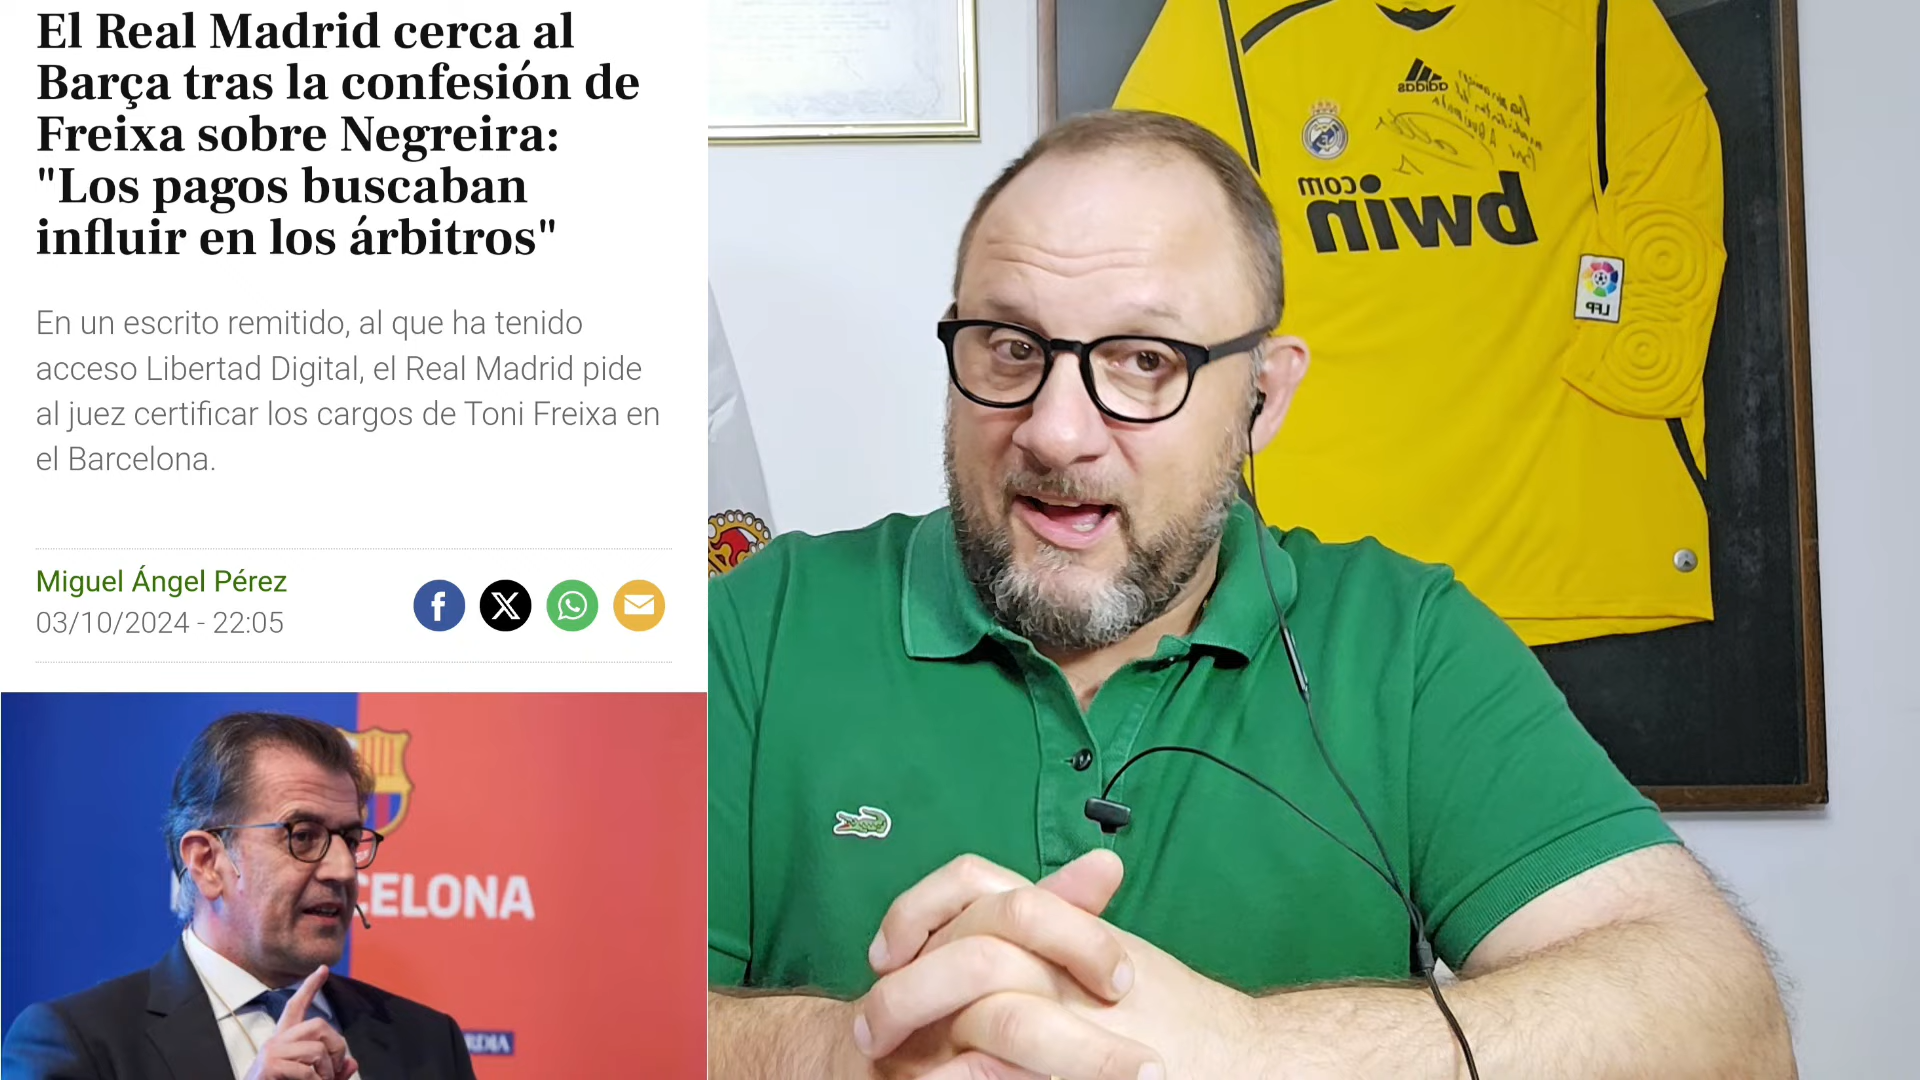 El Real Madrid cerca al
Barça tras la confesión de
Freixa sobre Negreira:
"Los pagos buscaban
influir en los árbitros"
En un escrito remitido, al que ha tenido
acceso Libertad Digital, el Real Madrid pide
al juez certificar los cargos de Toni Freixa en
el Barcelona.
Miguel Ángel Pérez
03/10/2024 - 22:05
CELONA
RDIA
adidas
bwin
.com
LFP